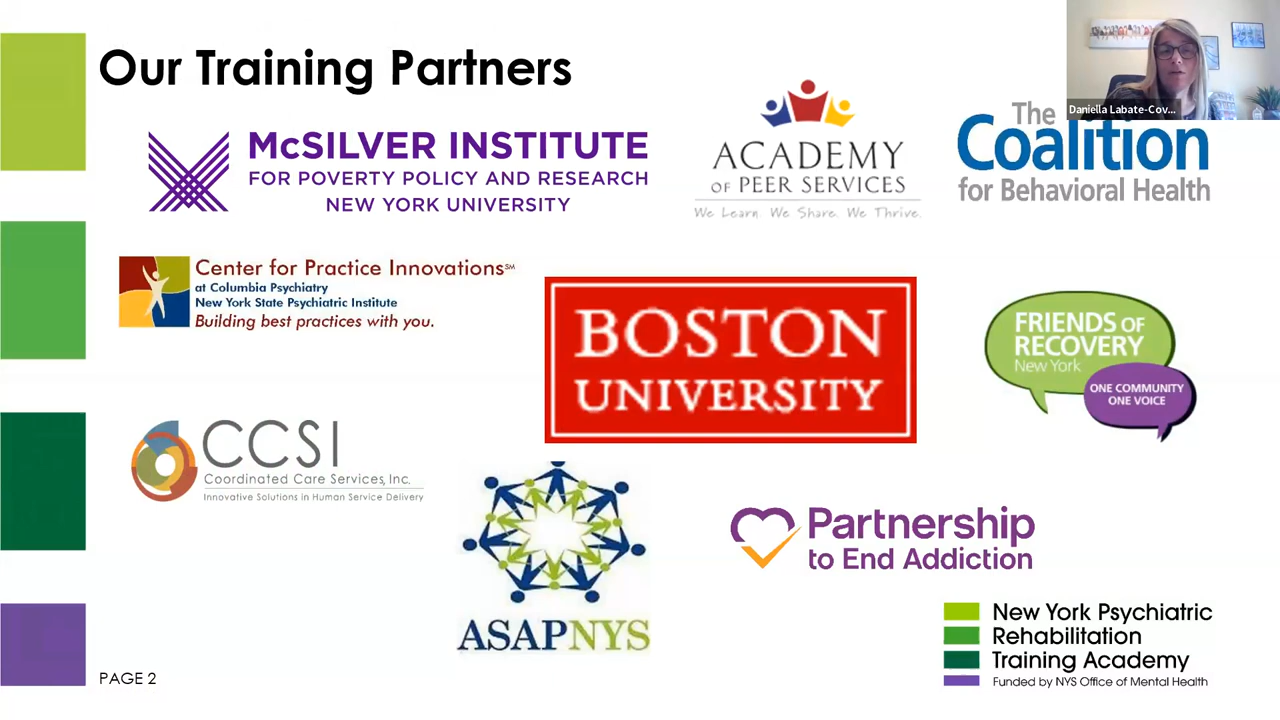 Our Training Partners
Daniella Labate-Cov...
McSILVER INSTITUTE
FOR POVERTY POLICY AND RESEARCH
NEW YORK UNIVERSITY
ACADEMY
OF PEER SERVICES
We Learn. We Share. We Thrive.
The
Coalition
for Behavioral Health
Center for Practice Innovations℠
at Columbia Psychiatry
New York State Psychiatric Institute
Building best practices with you.
BOSTON
UNIVERSITY
FRIENDS OF
RECOVERY
New York
ONE COMMUNITY
ONE VOICE
CCSI
Coordinated Care Services, Inc.
Innovative Solutions in Human Service Delivery
ASAPNYS
Partnership
to End Addiction
New York Psychiatric
Rehabilitation
Training Academy
Funded by NYS Office of Mental Health
PAGE 2